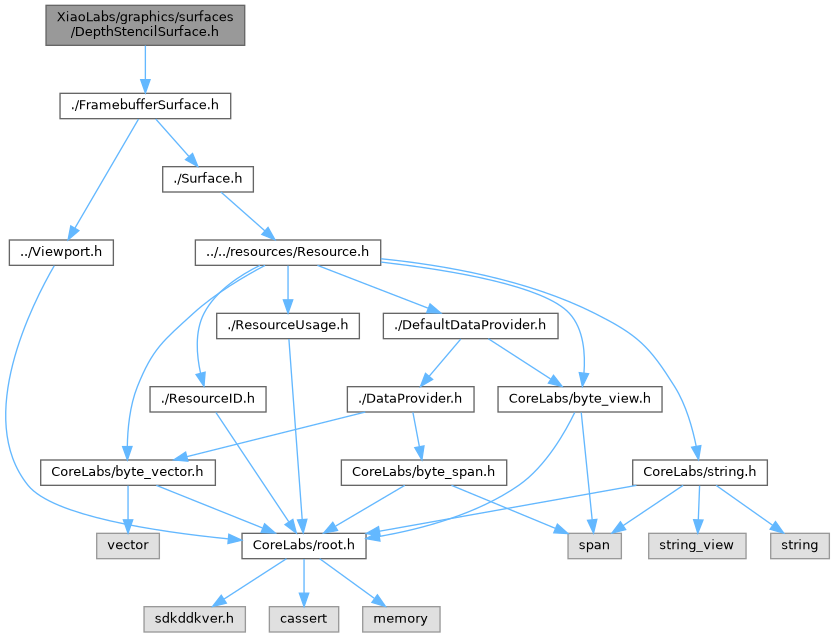 XiaoLabs/graphics/surfaces
/DepthStencilSurface.h
./FramebufferSurface.h
./Surface.h
../Viewport.h
../../resources/Resource.h
./ResourceUsage.h
./DefaultDataProvider.h
./ResourceID.h
./DataProvider.h
CoreLabs/byte_view.h
CoreLabs/byte_vector.h
CoreLabs/byte_span.h
CoreLabs/string.h
vector
CoreLabs/root.h
span
string_view
string
sdkddkver.h
cassert
memory